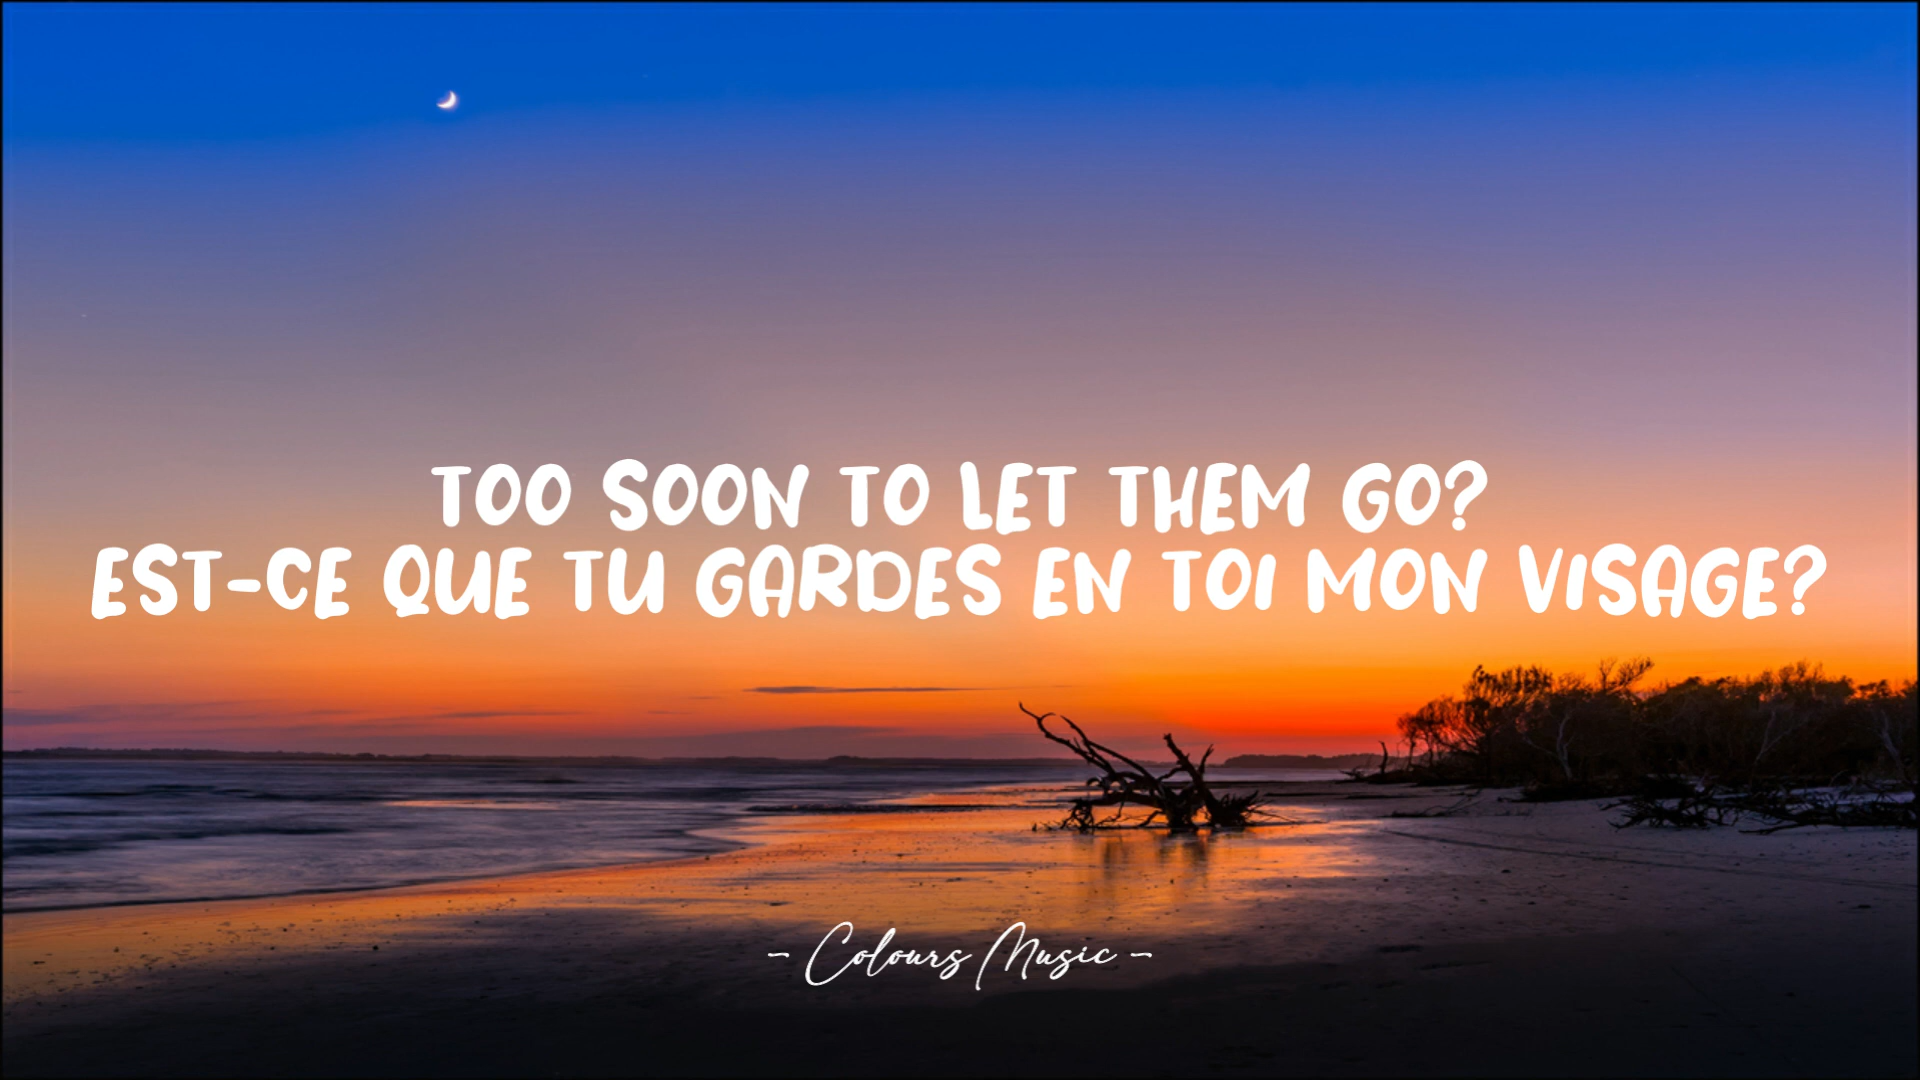 TOO SOON TO LET THEM GO?
EST-CE QUE TU GARDES EN TOI MON VISAGE?
- Colours Music -